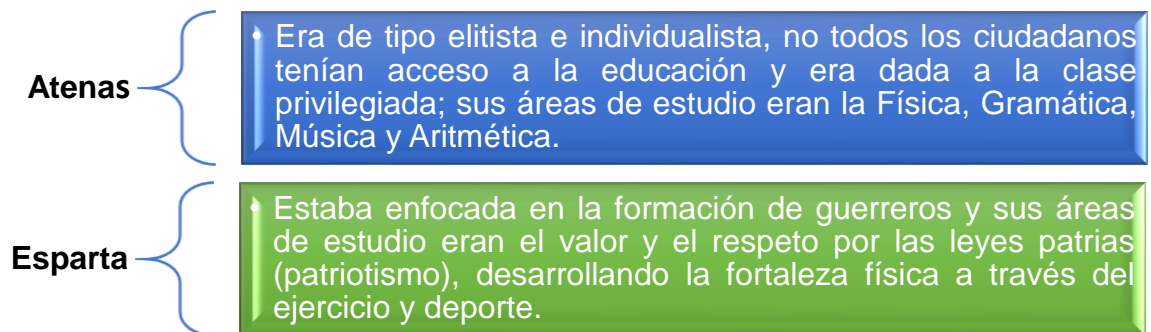 Atenas
• Era de tipo elitista e individualista, no todos los ciudadanos
tenían acceso a la educación y era dada a la clase
privilegiada; sus áreas de estudio eran la Física, Gramática,
Música y Aritmética.
Esparta
• Estaba enfocada en la formación de guerreros y sus áreas
de estudio eran el valor y el respeto por las leyes patrias
(patriotismo), desarrollando la fortaleza física a través del
ejercicio y deporte.